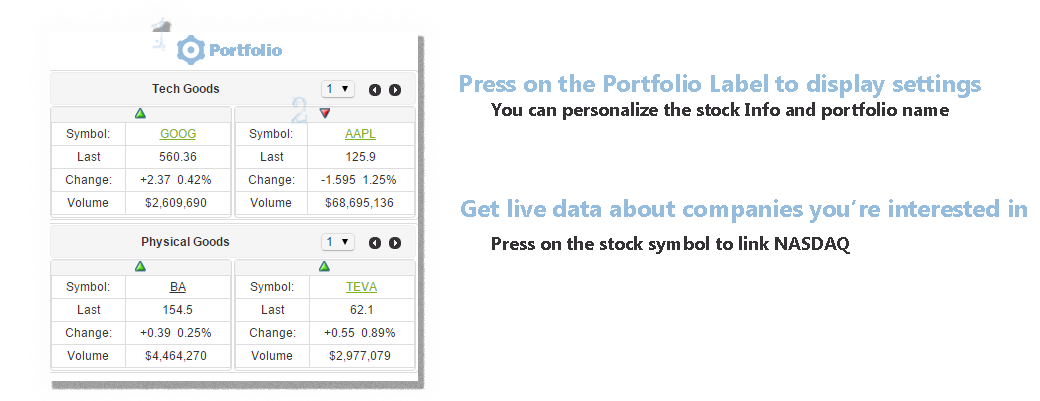 1
Portfolio
Tech Goods 1
2
Symbol: GOOG Symbol: AAPL
Last 560.36 Last 125.9
Change: +2.37 0.42% Change: -1.595 1.25%
Volume $2,609,690 Volume $68,695,136
Physical Goods 1
Symbol: BA Symbol: TEVA
Last 154.5 Last 62.1
Change: +0.39 0.25% Change: +0.55 0.89%
Volume $4,464,270 Volume $2,977,079
Press on the Portfolio Label to display settings
You can personalize the stock Info and portfolio name
Get live data about companies you're interested in
Press on the stock symbol to link NASDAQ